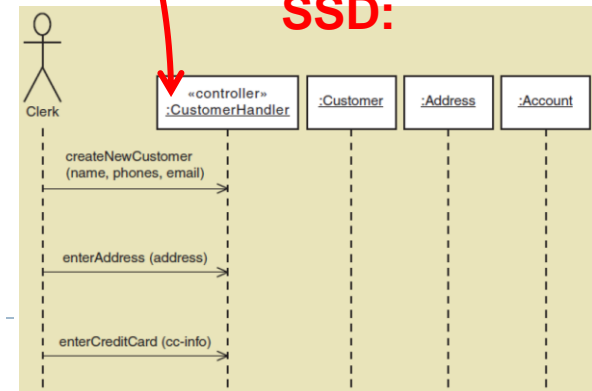 SSD:
«controller»
:CustomerHandler
:Customer
:Address
:Account
Clerk
createNewCustomer
(name, phones, email)
enterAddress (address)
enterCreditCard (cc-info)